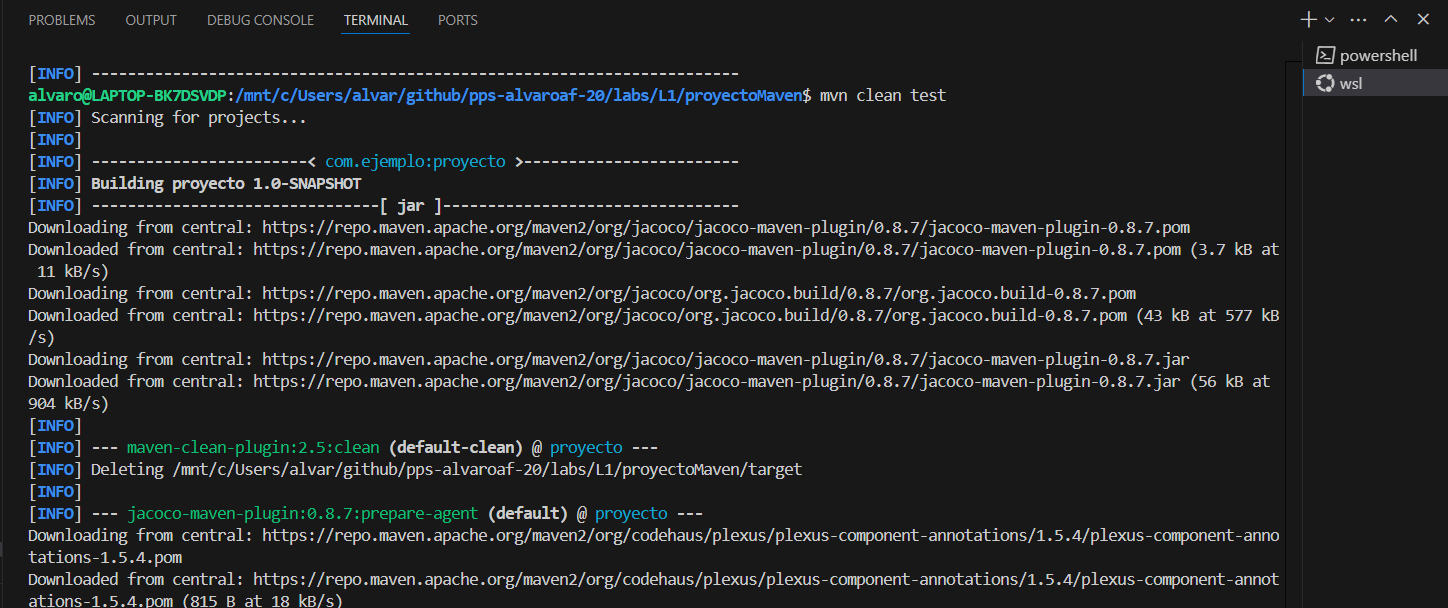 PROBLEMS OUTPUT DEBUG CONSOLE TERMINAL PORTS
powershell
wsl
[INFO] ------------------------------------------------------------------------
alvaro@LAPTOP-BK7DSVDP:/mnt/c/Users/alvar/github/pps-alvaroaf-20/labs/L1/proyectoMaven$ mvn clean test
[INFO] Scanning for projects...
[INFO]
[INFO] ------------------------< com.ejemplo:proyecto >------------------------
[INFO] Building proyecto 1.0-SNAPSHOT
[INFO] --------------------------------[ jar ]---------------------------------
Downloading from central: https://repo.maven.apache.org/maven2/org/jacoco/jacoco-maven-plugin/0.8.7/jacoco-maven-plugin-0.8.7.pom
Downloaded from central: https://repo.maven.apache.org/maven2/org/jacoco/jacoco-maven-plugin/0.8.7/jacoco-maven-plugin-0.8.7.pom (3.7 kB at
 11 kB/s)
Downloading from central: https://repo.maven.apache.org/maven2/org/jacoco/org.jacoco.build/0.8.7/org.jacoco.build-0.8.7.pom
Downloaded from central: https://repo.maven.apache.org/maven2/org/jacoco/org.jacoco.build/0.8.7/org.jacoco.build-0.8.7.pom (43 kB at 577 kB
/s)
Downloading from central: https://repo.maven.apache.org/maven2/org/jacoco/jacoco-maven-plugin/0.8.7/jacoco-maven-plugin-0.8.7.jar
Downloaded from central: https://repo.maven.apache.org/maven2/org/jacoco/jacoco-maven-plugin/0.8.7/jacoco-maven-plugin-0.8.7.jar (56 kB at
904 kB/s)
[INFO]
[INFO] --- maven-clean-plugin:2.5:clean (default-clean) @ proyecto ---
[INFO] Deleting /mnt/c/Users/alvar/github/pps-alvaroaf-20/labs/L1/proyectoMaven/target
[INFO]
[INFO] --- jacoco-maven-plugin:0.8.7:prepare-agent (default) @ proyecto ---
Downloading from central: https://repo.maven.apache.org/maven2/org/codehaus/plexus/plexus-component-annotations/1.5.4/plexus-component-anno
tations-1.5.4.pom
Downloaded from central: https://repo.maven.apache.org/maven2/org/codehaus/plexus/plexus-component-annotations/1.5.4/plexus-component-annot
ations-1.5.4.pom (815 B at 18 kB/s)